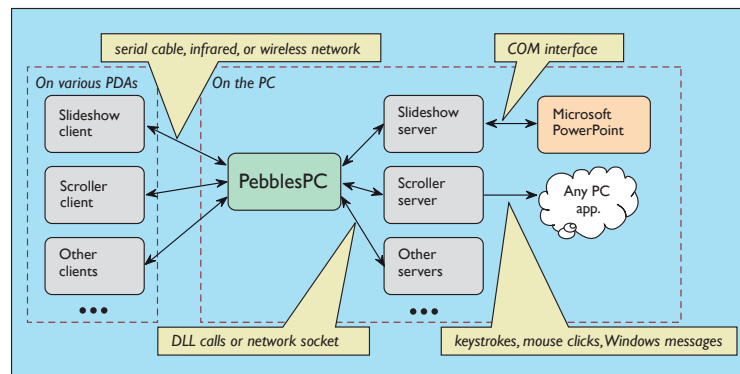 serial cable, infrared, or wireless network
COM interface
On various PDAs
On the PC
Slideshow
client
Slideshow
server
Microsoft
PowerPoint
PebblesPC
Scroller
client
Scroller
server
Any PC
app.
Other
clients
Other
servers
•••
•••
DLL calls or network socket
keystrokes, mouse clicks, Windows messages